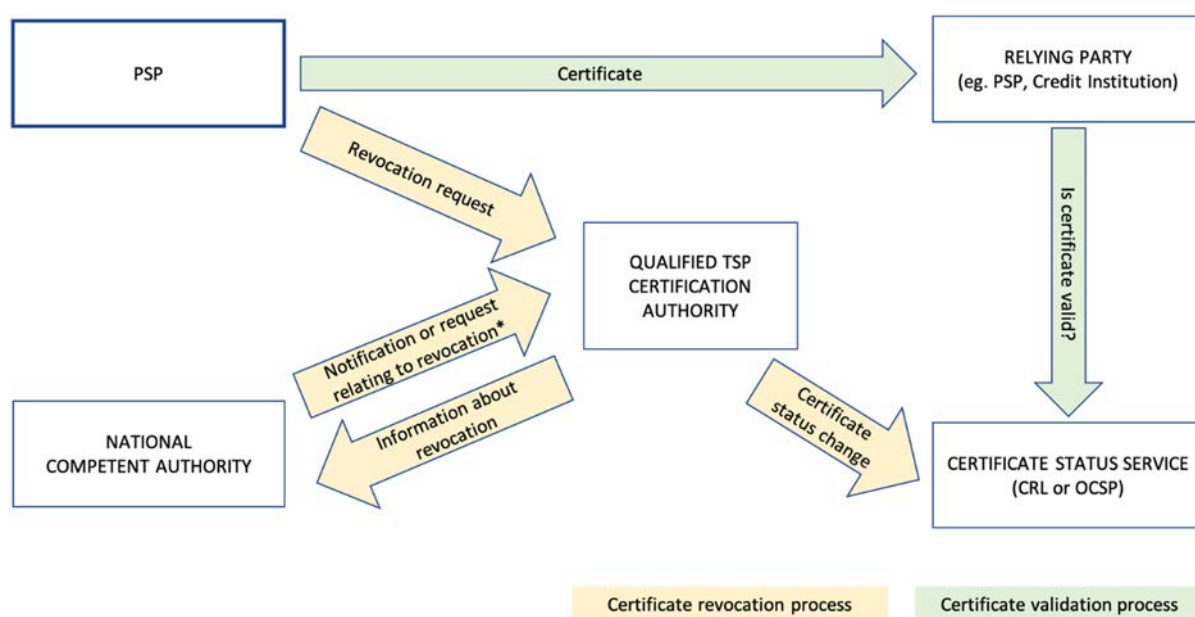 PSP
Certificate
RELYING PARTY
(eg. PSP, Credit Institution)
Revocation request
Is certificate valid?
QUALIFIED TSP
CERTIFICATION
AUTHORITY
Notification or request
relating to revocation*
Information about
revocation
NATIONAL
COMPETENT AUTHORITY
Certificate
status change
CERTIFICATE STATUS SERVICE
(CRL or OCSP)
Certificate revocation process
Certificate validation process